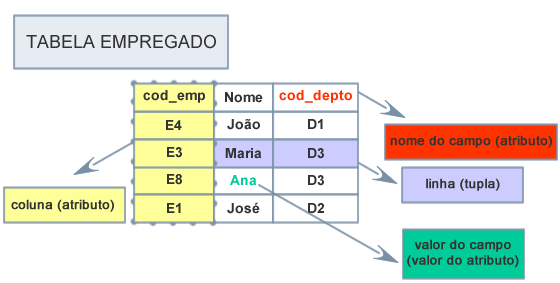 TABELA EMPREGADO
cod_emp Nome cod_depto
E4 João D1
E3 Maria D3
E8 Ana D3
E1 José D2
nome do campo (atributo)
linha (tupla)
coluna (atributo)
valor do campo
(valor do atributo)